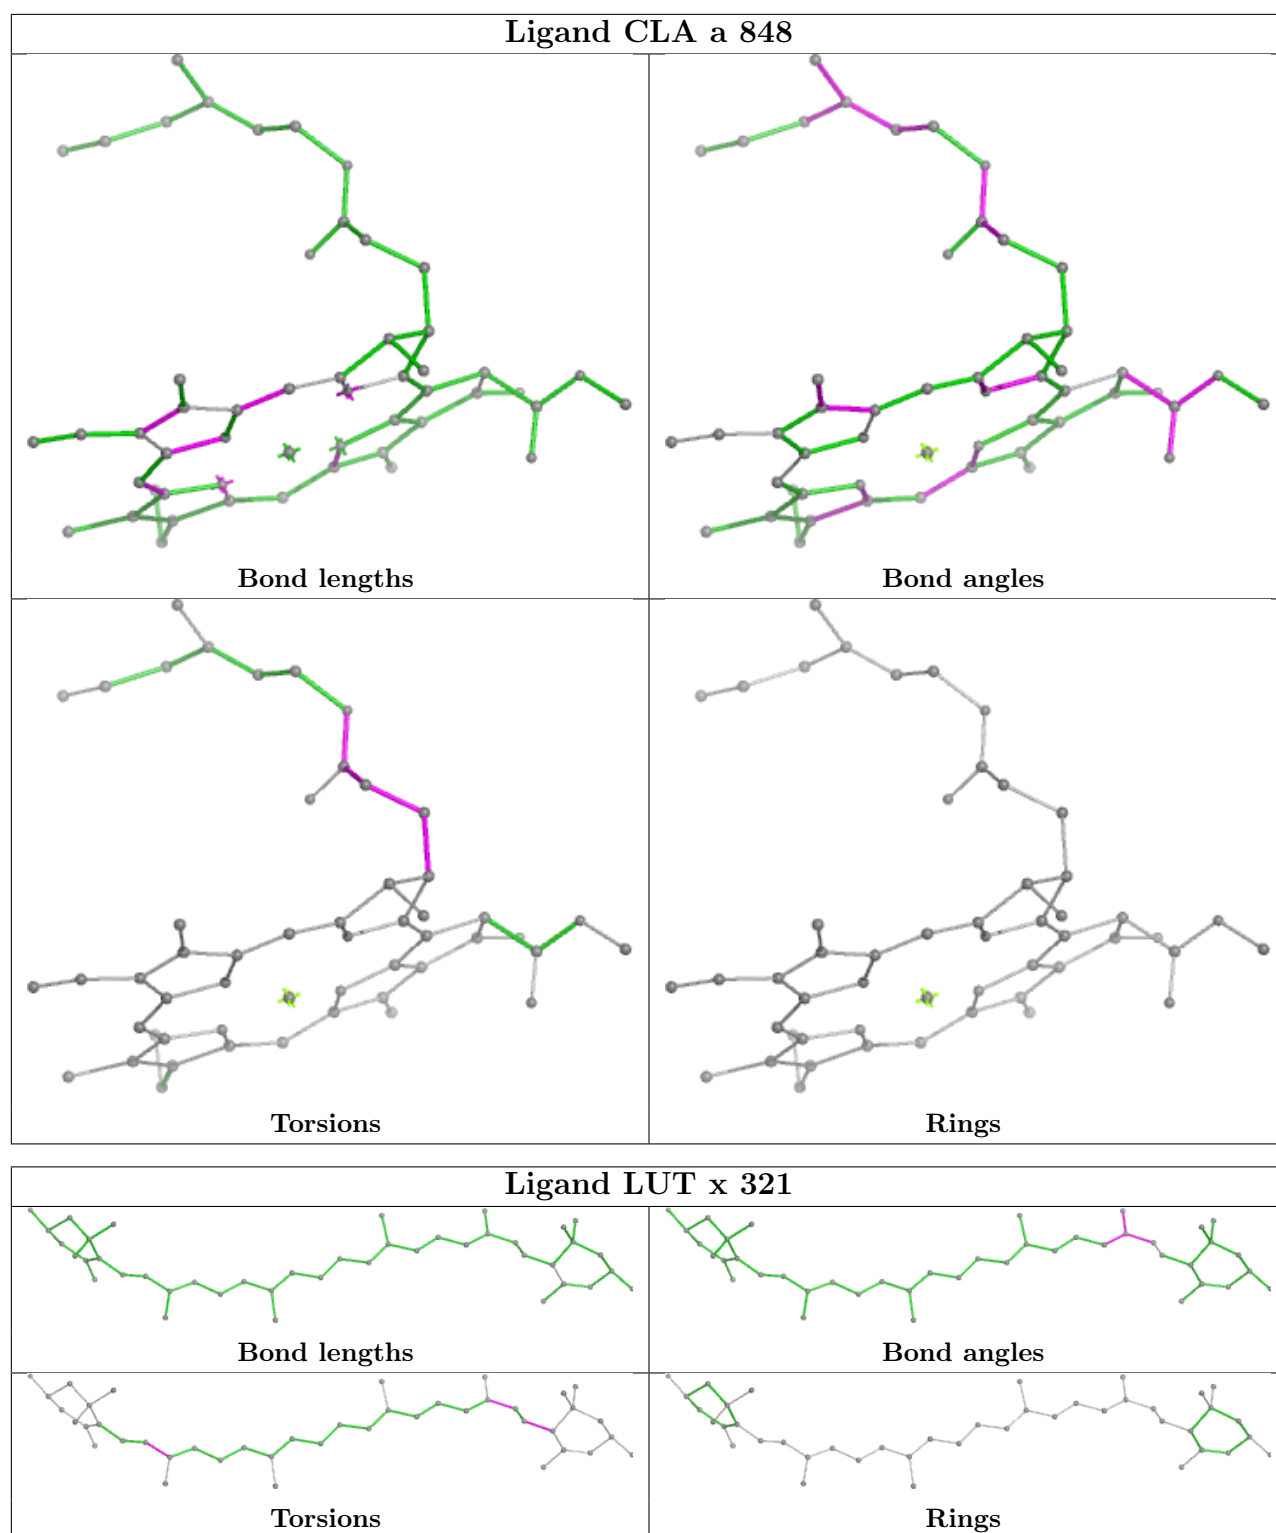 Ligand CLA a 848
Bond lengths
Bond angles
Torsions
Rings
Ligand LUT x 321
Bond lengths
Bond angles
Torsions
Rings